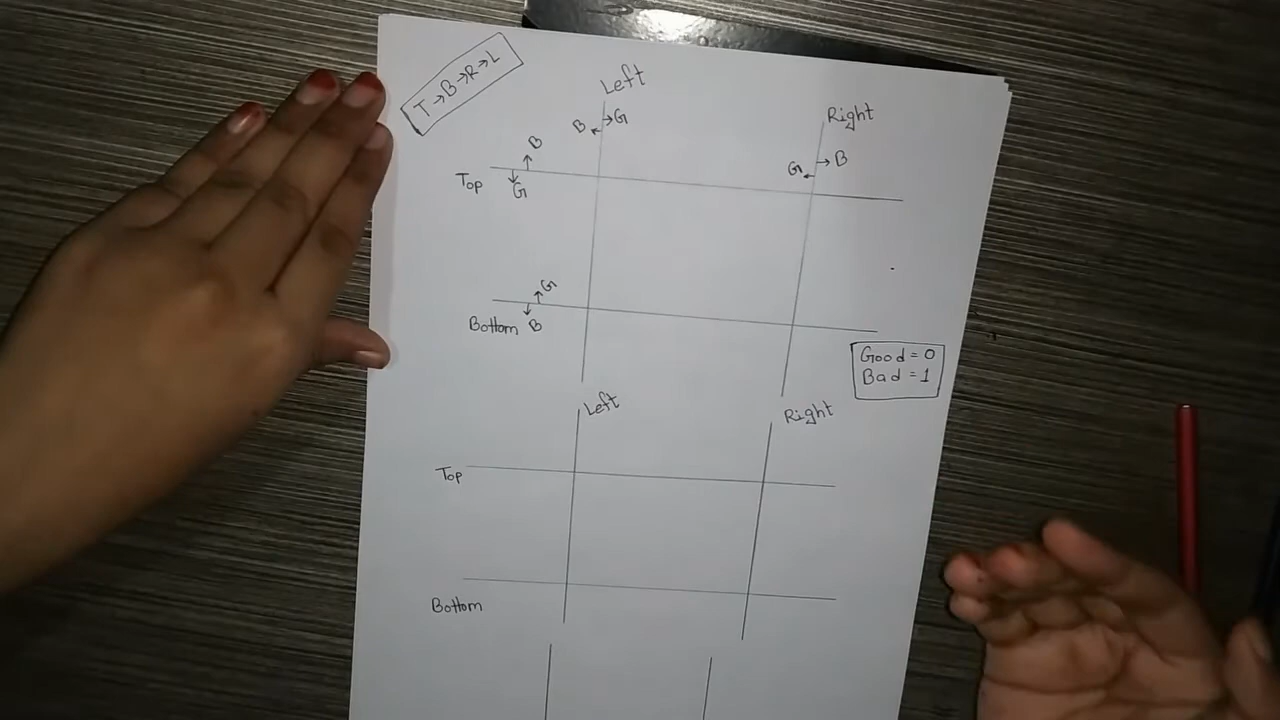 T→B→R→L
Left
Right
B
→G
B
G
→B
Top
G
G
Bottom
B
Good = 0
Bad = 1
Left
Right
Top
Bottom